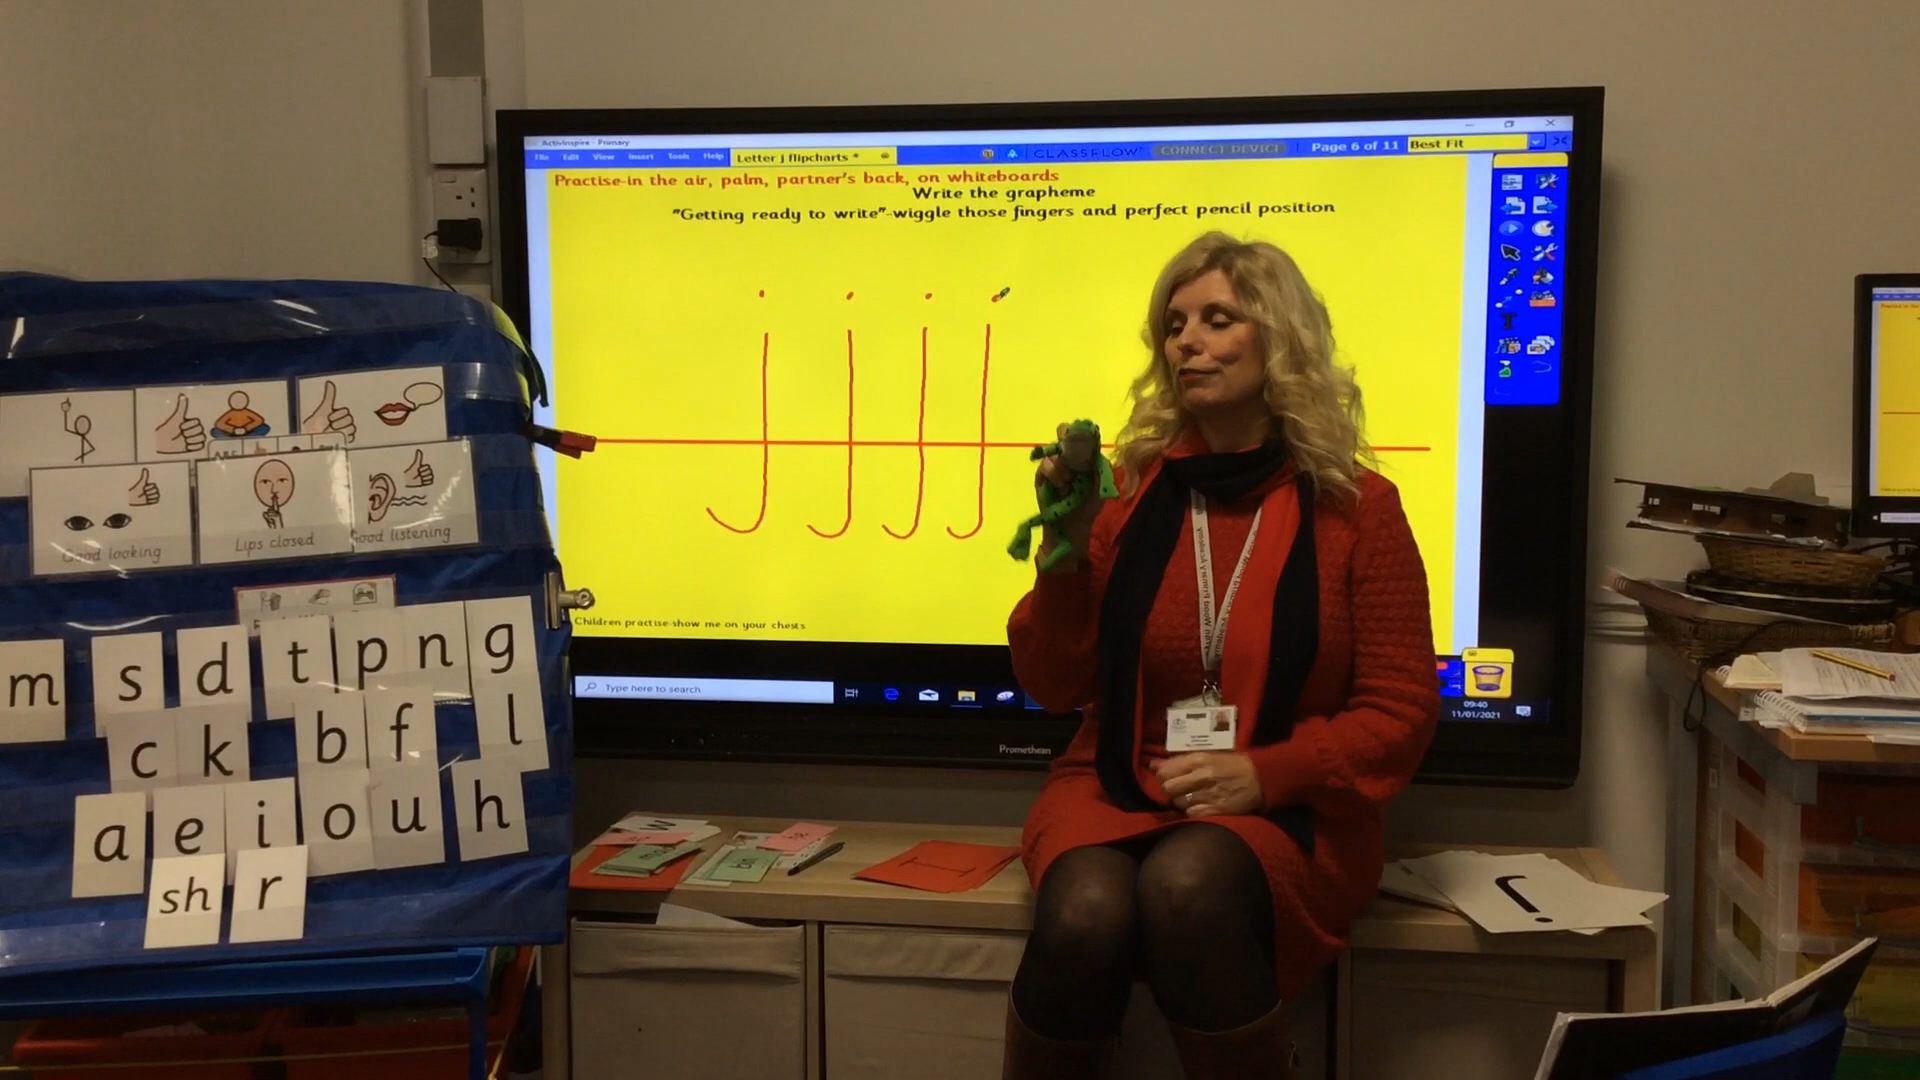 ActivInspire - Primary
File Edit View Insert Tools Help
Letter j flipcharts *
CLASSFLOW
CONNECT DEVICE
Page 6 of 11
Best Fit
Practise-in the air, palm, partner's back, on whiteboards
Write the grapheme
"Getting ready to write"-wiggle those fingers and perfect pencil position
j j j j
Children practise-show me on your chests
Type here to search
09:40
11/01/2021
Promethean
Good looking
Lips closed
Good listening
m s d t p n g
c k b f l
a e i o u h
sh r
bin
j